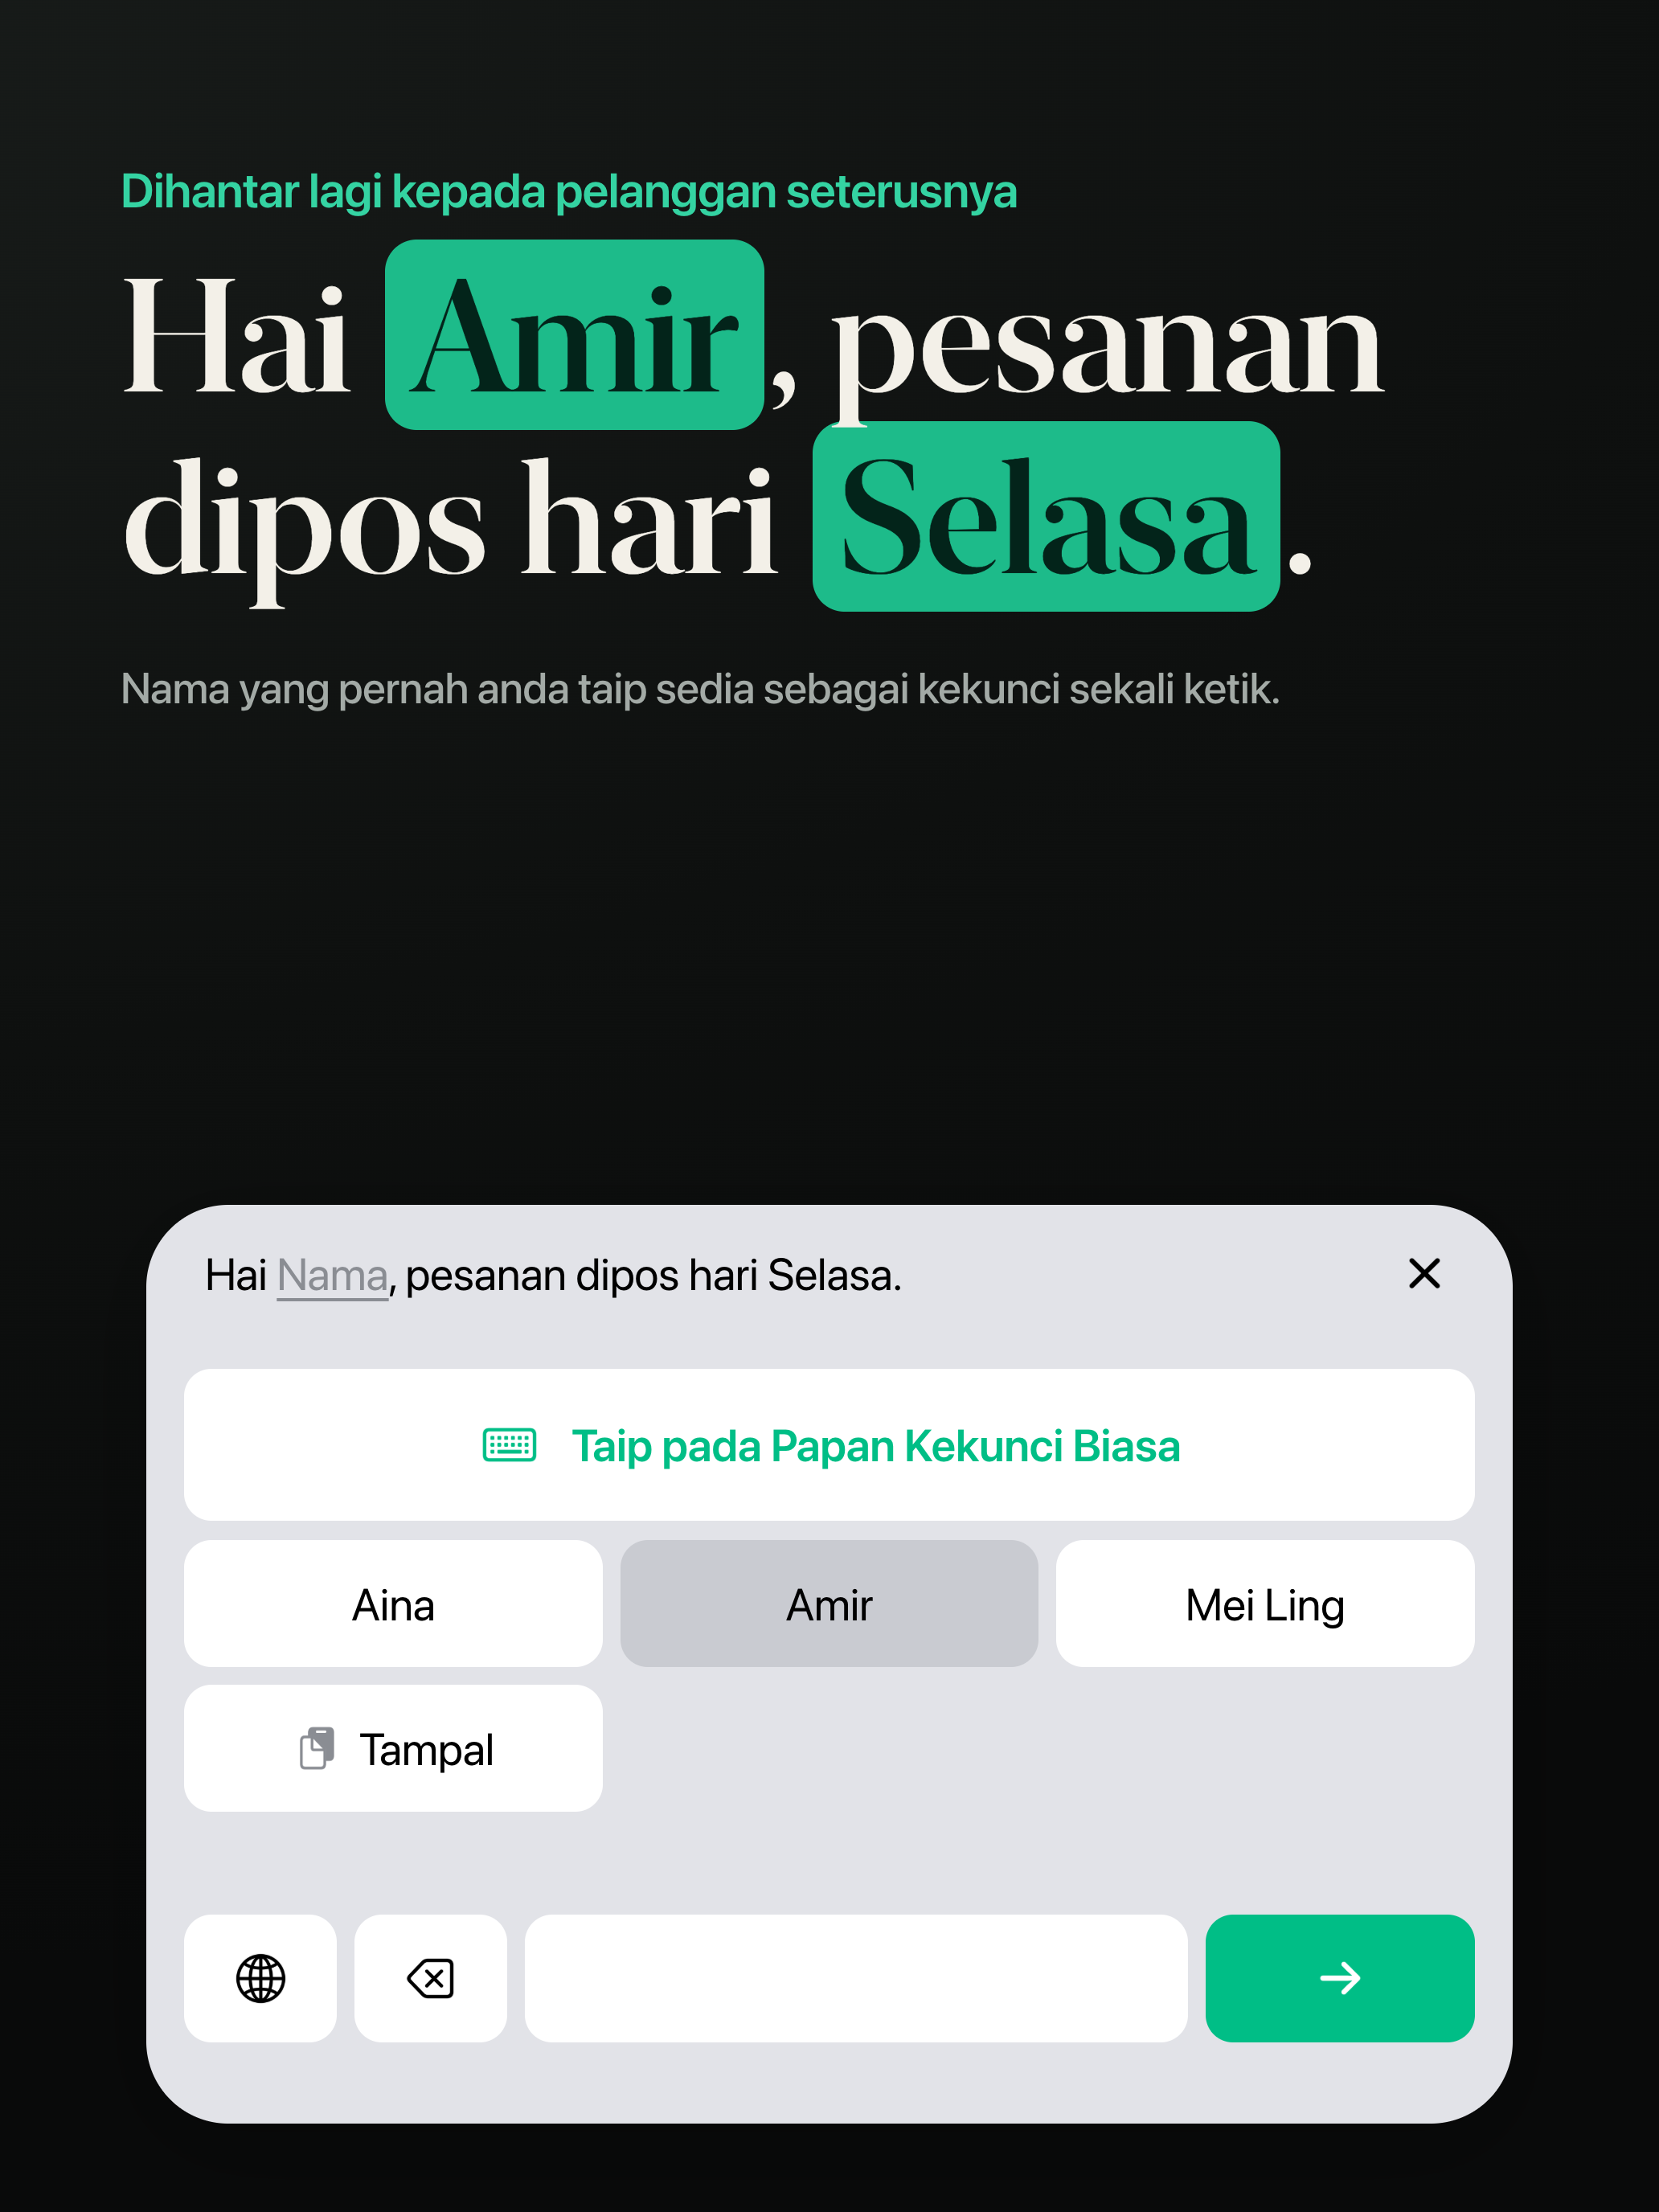 Dihantar lagi kepada pelanggan seterusnya
Hai Amir, pesanan
dipos hari Selasa.
Nama yang pernah anda taip sedia sebagai kekunci sekali ketik.
Hai Nama, pesanan dipos hari Selasa.
Taip pada Papan Kekunci Biasa
Aina
Amir
Mei Ling
Tampal